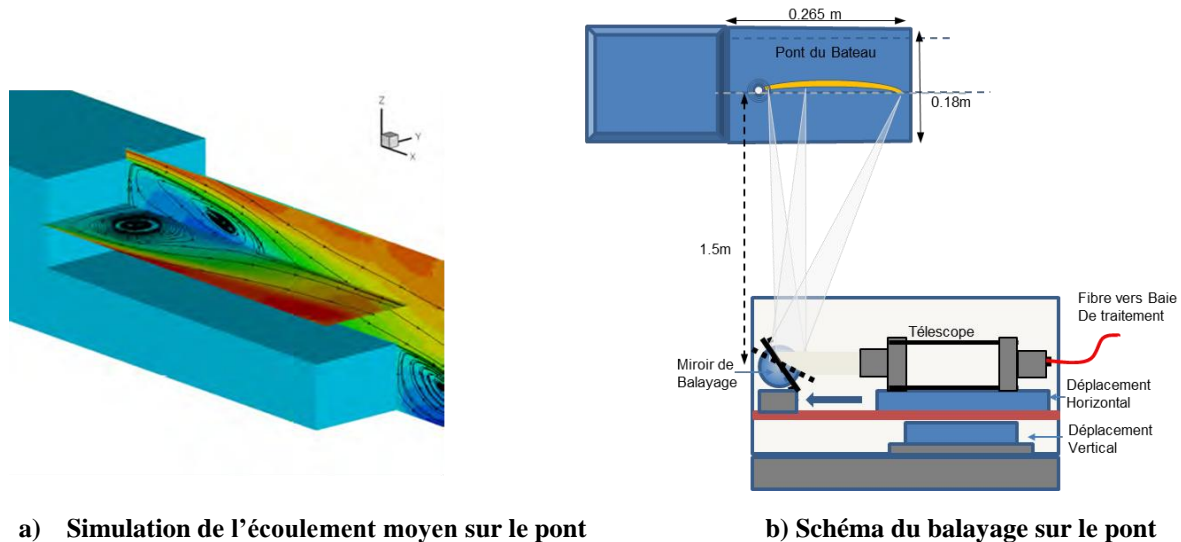 Z
Y
X
a) Simulation de l'écoulement moyen sur le pont
0.265 m
Pont du Bateau
0.18m
1.5m
Fibre vers Baie
De traitement
Télescope
Miroir de
Balayage
Déplacement
Horizontal
Déplacement
Vertical
b) Schéma du balayage sur le pont